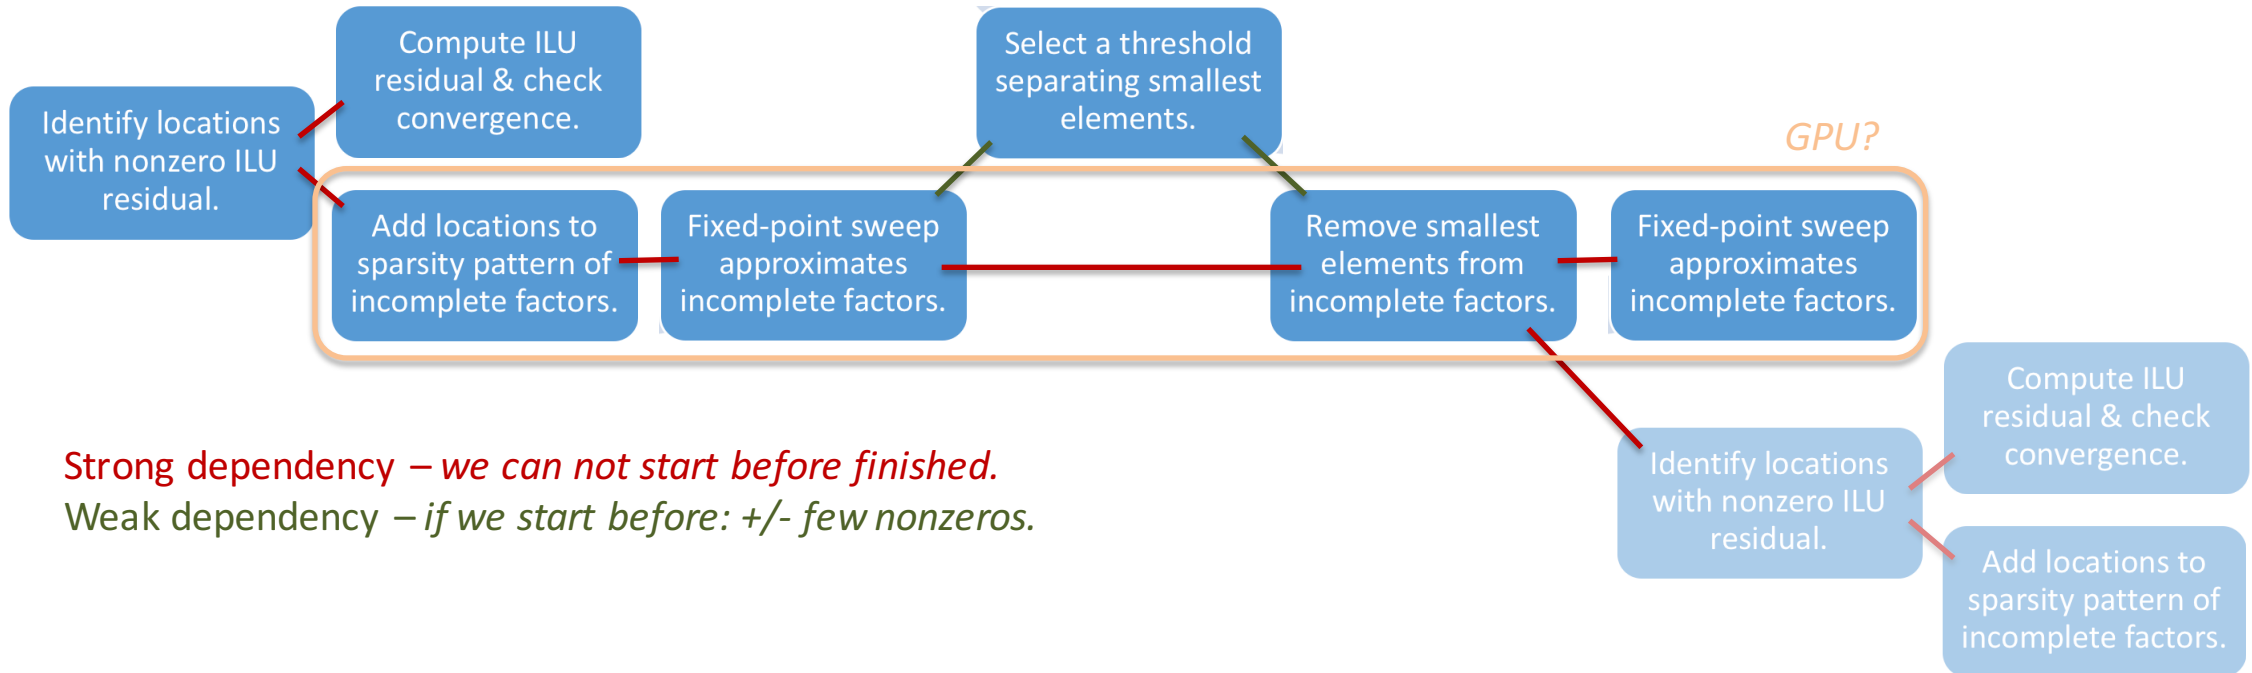 Identify locations
with nonzero ILU
residual.
Compute ILU
residual & check
convergence.
Select a threshold
separating smallest
elements.
GPU?
Add locations to
sparsity pattern of
incomplete factors.
Fixed-point sweep
approximates
incomplete factors.
Remove smallest
elements from
incomplete factors.
Fixed-point sweep
approximates
incomplete factors.
Strong dependency – we can not start before finished.
Weak dependency – if we start before: +/- few nonzeros.
Identify locations
with nonzero ILU
residual.
Compute ILU
residual & check
convergence.
Add locations to
sparsity pattern of
incomplete factors.